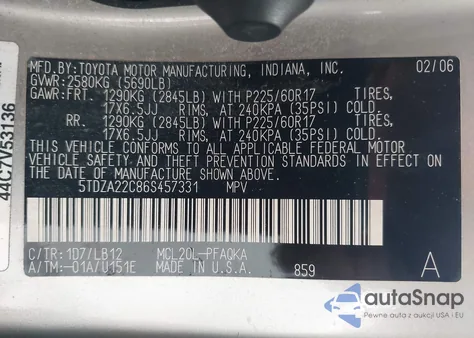 MFD.BY:TOYOTA MOTOR MANUFACTURING, INDIANA, INC. 02/06
GVWR:2580KG (5690LB)
GAWR:FRT. 1290KG (2845LB) WITH P225/60R17 TIRES,
17X6.5JJ RIMS, AT 240KPA (35PSI) COLD.
RR. 1290KG (2845LB) WITH P225/60R17 TIRES,
17X6.5JJ RIMS, AT 240KPA (35PSI) COLD.
THIS VEHICLE CONFORMS TO ALL APPLICABLE FEDERAL MOTOR
VEHICLE SAFETY AND THEFT PREVENTION STANDARDS IN EFFECT ON
THE DATE OF MANUFACTURE SHOWN ABOVE.
5TDZA22C86S457331 MPV
C/TR:1D7/LB12 MCL20L-PFAQKA
A/TM:-01A/U151E MADE IN U.S.A. 859 A
44C7V53136
autoSnap
Pewne auta z aukcji USA i EU